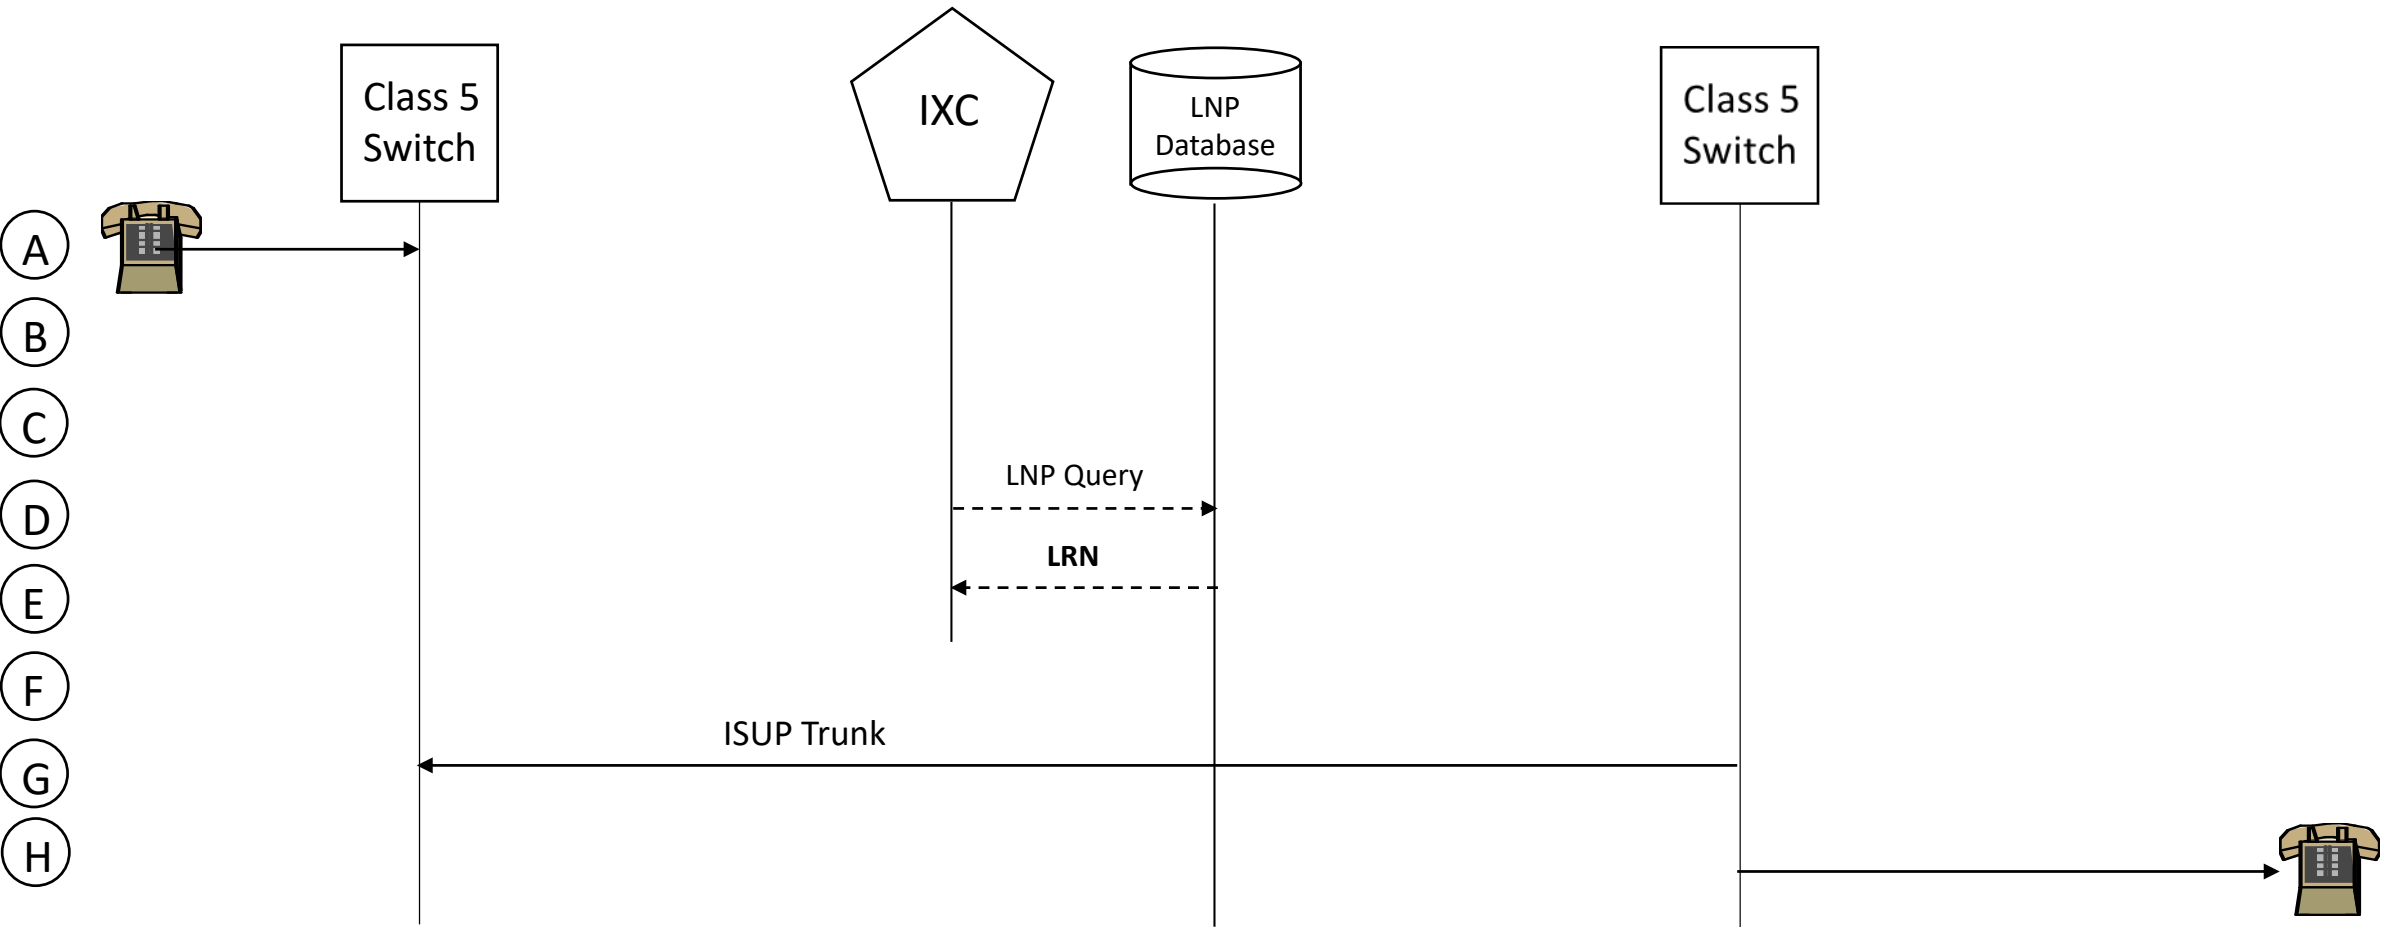 Class 5
Switch
IXC
LNP
Database
Class 5
Switch
A
B
C
LNP Query
D
LRN
E
F
ISUP Trunk
G
H